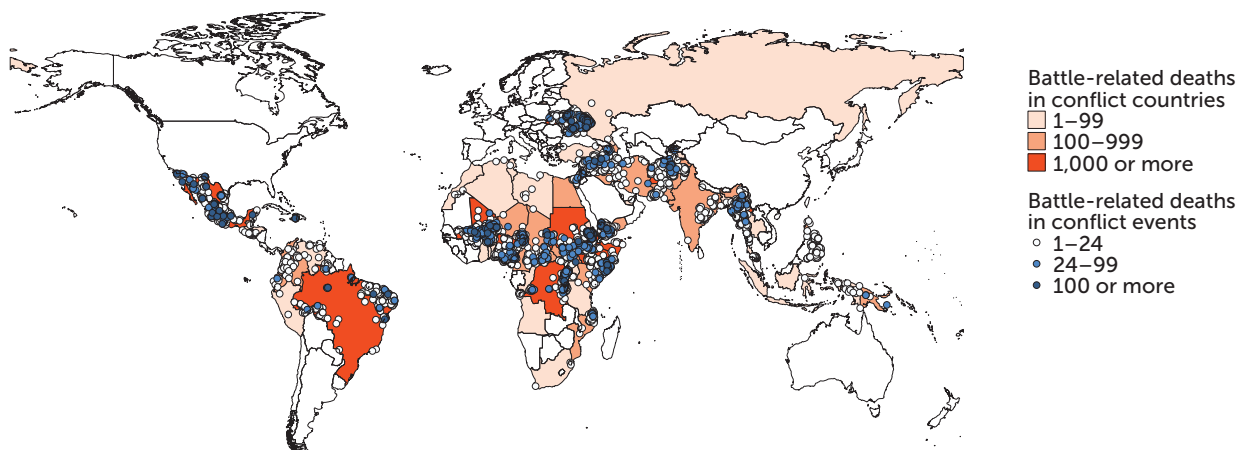 Battle-related deaths
in conflict countries
1–99
100–999
1,000 or more
Battle-related deaths
in conflict events
1–24
24–99
100 or more